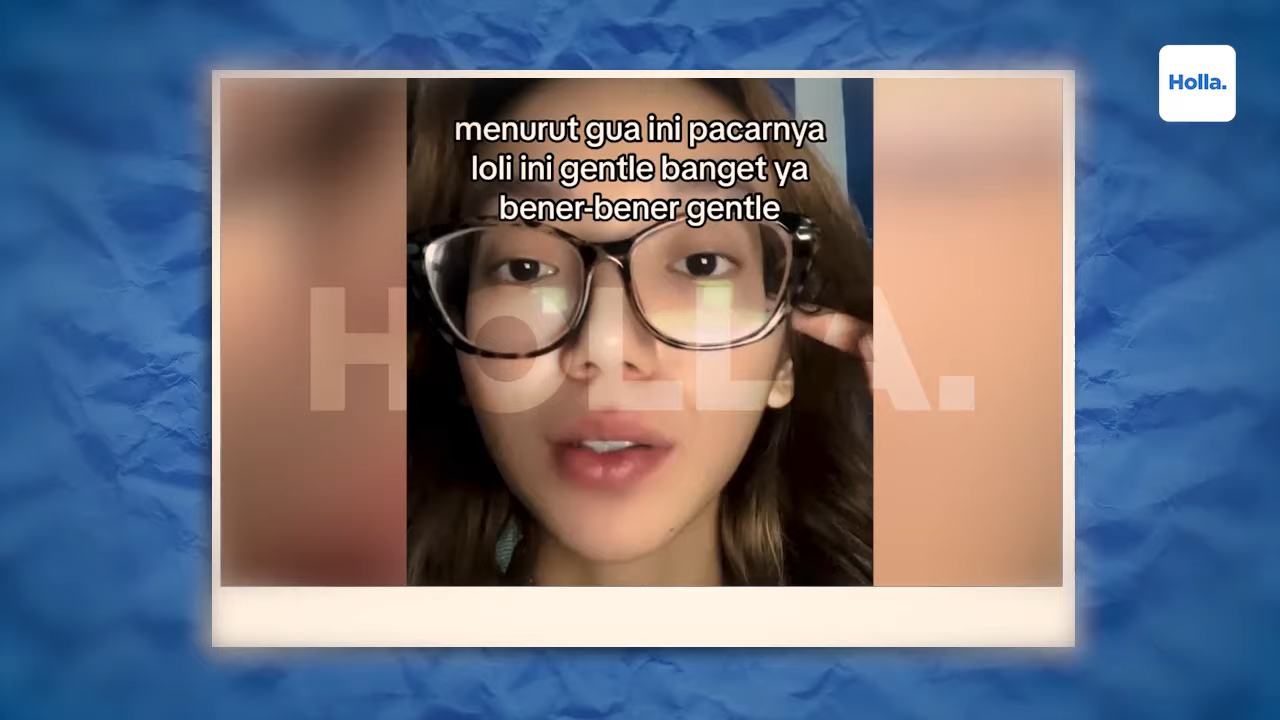 Holla.
menurut gua ini pacarnya
loli ini gentle banget ya
bener-bener gentle
HOLLA.